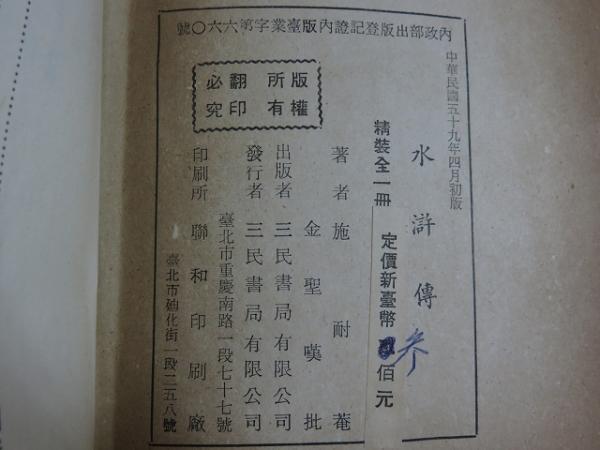 內政部出版登記證內版臺業字第六六〇號
中華民國五十九年四月初版
水滸傳
精裝全一冊 定價新臺幣參佰元
著者施耐菴
金聖嘆批
出版者 三民書局有限公司
發行者 三民書局有限公司
臺北市重慶南路一段七十七號
印刷所 聯和印刷廠
臺北市迪化街一段二五八號
版權所有
翻印必究